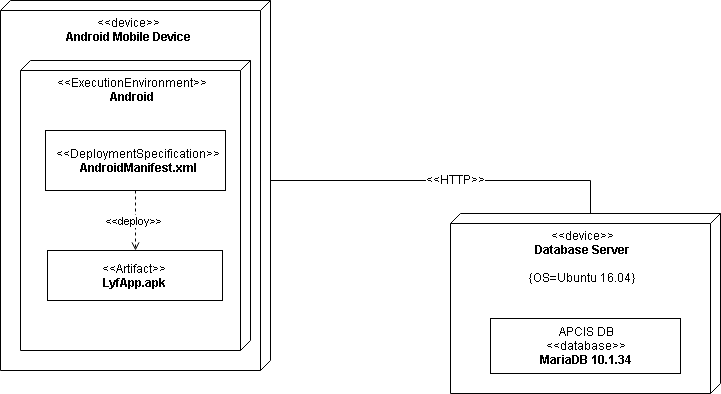 <<device>>
Android Mobile Device
<<ExecutionEnvironment>>
Android
<<DeploymentSpecification>>
AndroidManifest.xml
<<deploy>>
<<Artifact>>
LyfApp.apk
<<HTTP>>
<<device>>
Database Server
{OS=Ubuntu 16.04}
APCIS DB
<<database>>
MariaDB 10.1.34